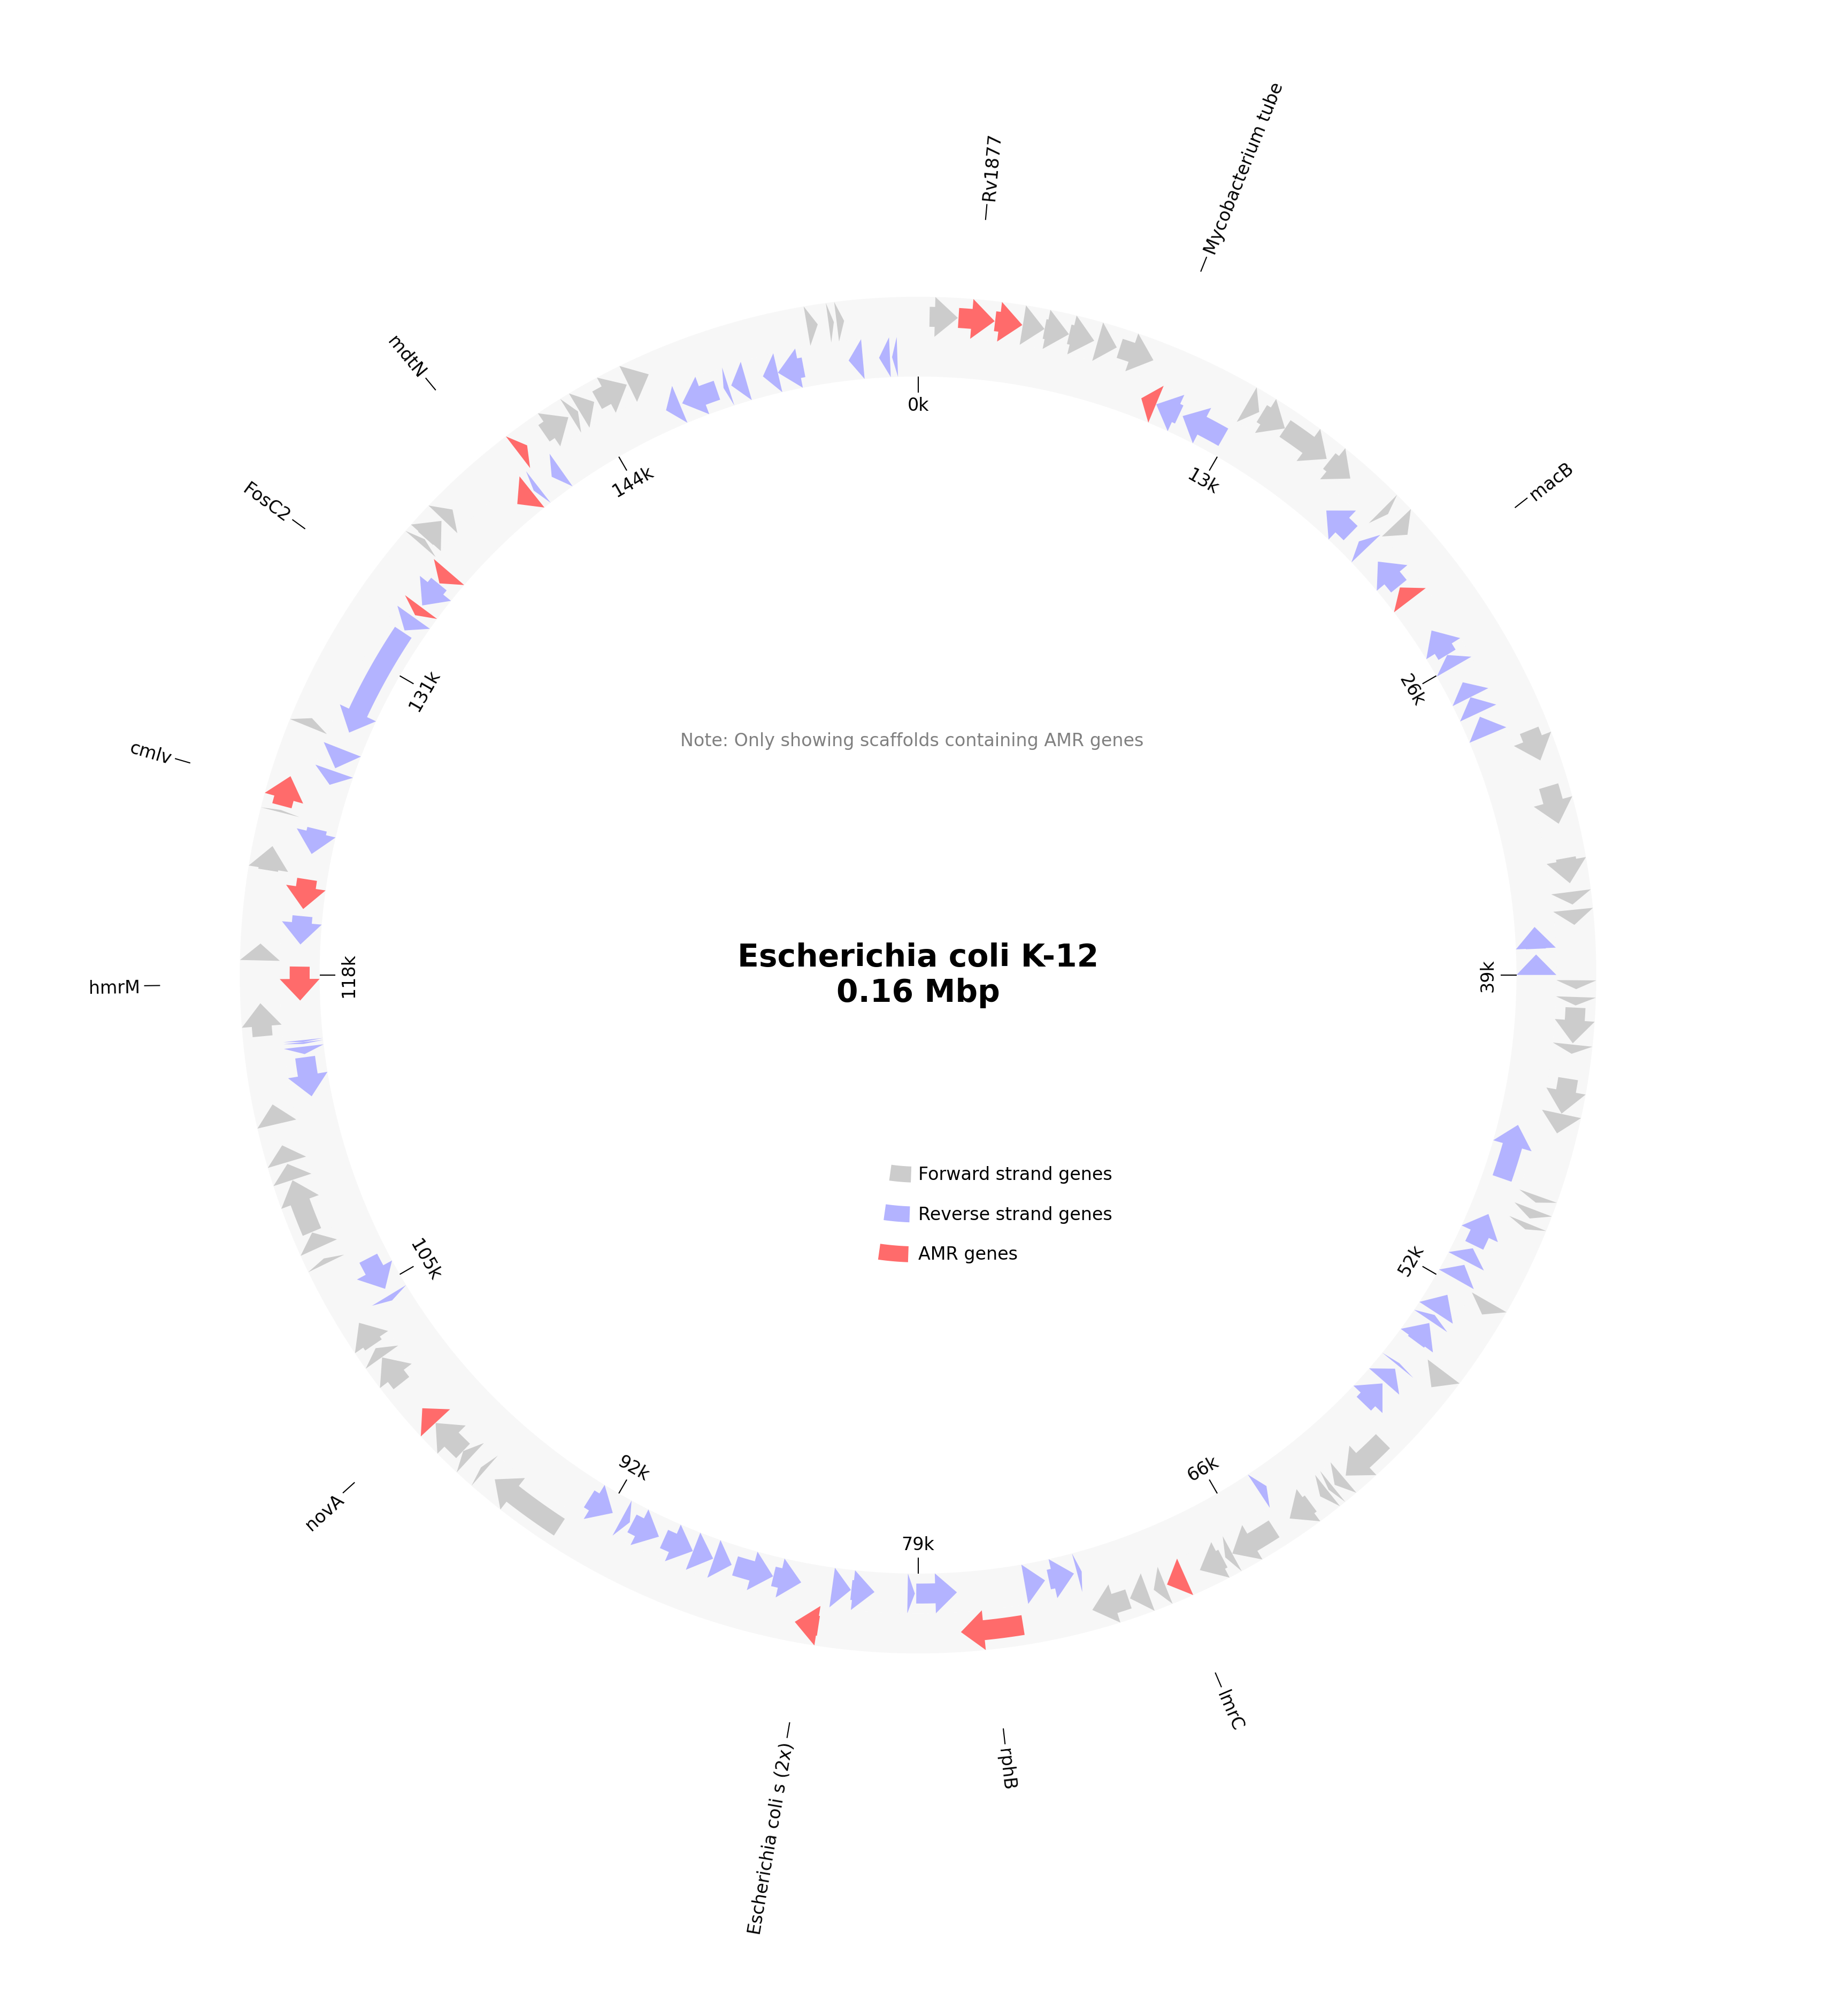 Rv1877
Mycobacterium tube
macB
lmrC
rphB
Escherichia coli s (2x)
novA
hmrM
cmlv
FosC2
mdtN
0k
13k
26k
39k
52k
66k
79k
92k
105k
118k
131k
144k
Note: Only showing scaffolds containing AMR genes
Escherichia coli K-12
0.16 Mbp
Forward strand genes
Reverse strand genes
AMR genes